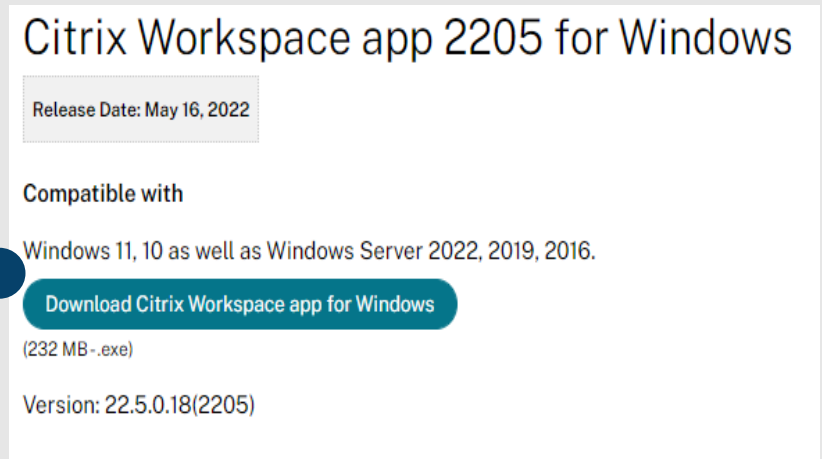 Citrix Workspace app 2205 for Windows
Release Date: May 16, 2022
Compatible with
Windows 11, 10 as well as Windows Server 2022, 2019, 2016.
Download Citrix Workspace app for Windows
(232 MB-.exe)
Version: 22.5.0.18(2205)